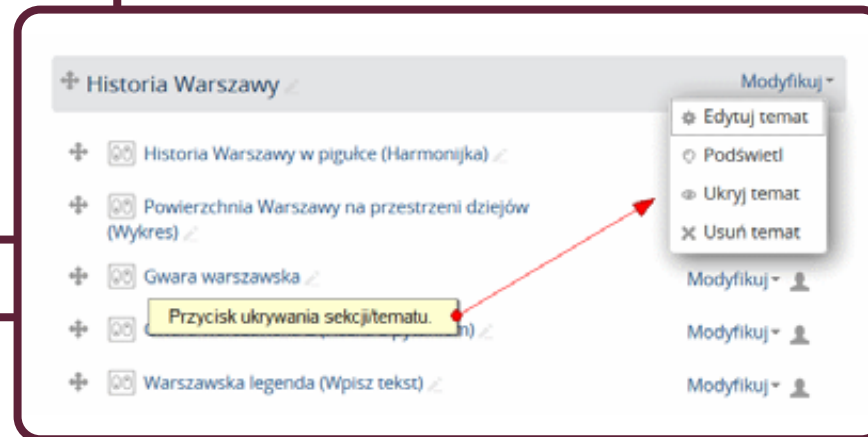 Historia Warszawy
Modyfikuj
Edytuj temat
Podświetl
Ukryj temat
Usuń temat
Historia Warszawy w pigułce (Harmonijka)
Powierzchnia Warszawy na przestrzeni dziejów
(Wykres)
Gwara warszawska
Modyfikuj
Przycisk ukrywania sekcji/tematu.
Modyfikuj
Warszawska legenda (Wpisz tekst)
Modyfikuj